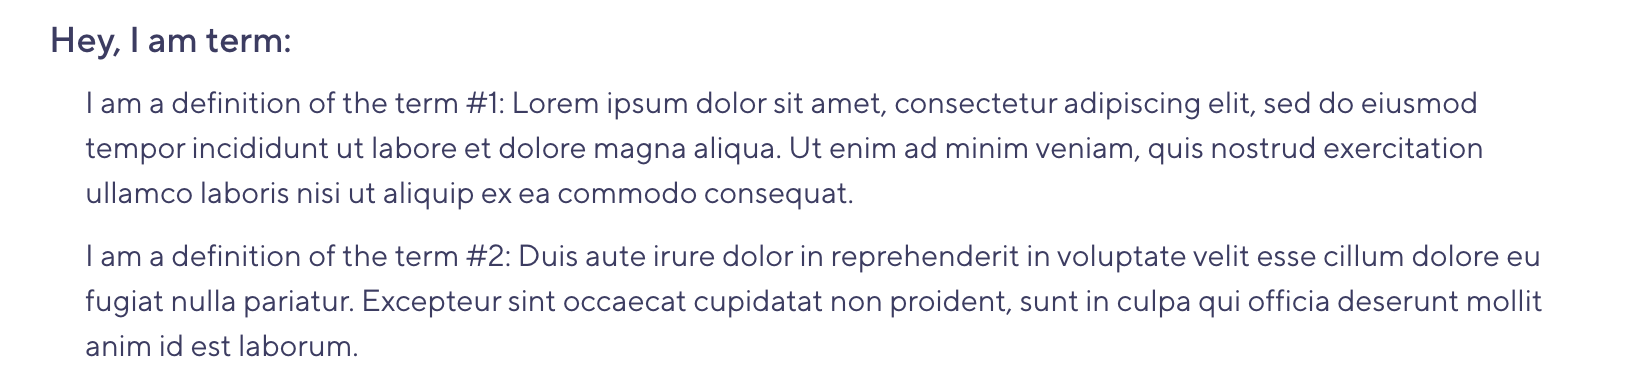 Hey, I am term:
I am a definition of the term #1: Lorem ipsum dolor sit amet, consectetur adipiscing elit, sed do eiusmod
tempor incididunt ut labore et dolore magna aliqua. Ut enim ad minim veniam, quis nostrud exercitation
ullamco laboris nisi ut aliquip ex ea commodo consequat.
I am a definition of the term #2: Duis aute irure dolor in reprehenderit in voluptate velit esse cillum dolore eu
fugiat nulla pariatur. Excepteur sint occaecat cupidatat non proident, sunt in culpa qui officia deserunt mollit
anim id est laborum.